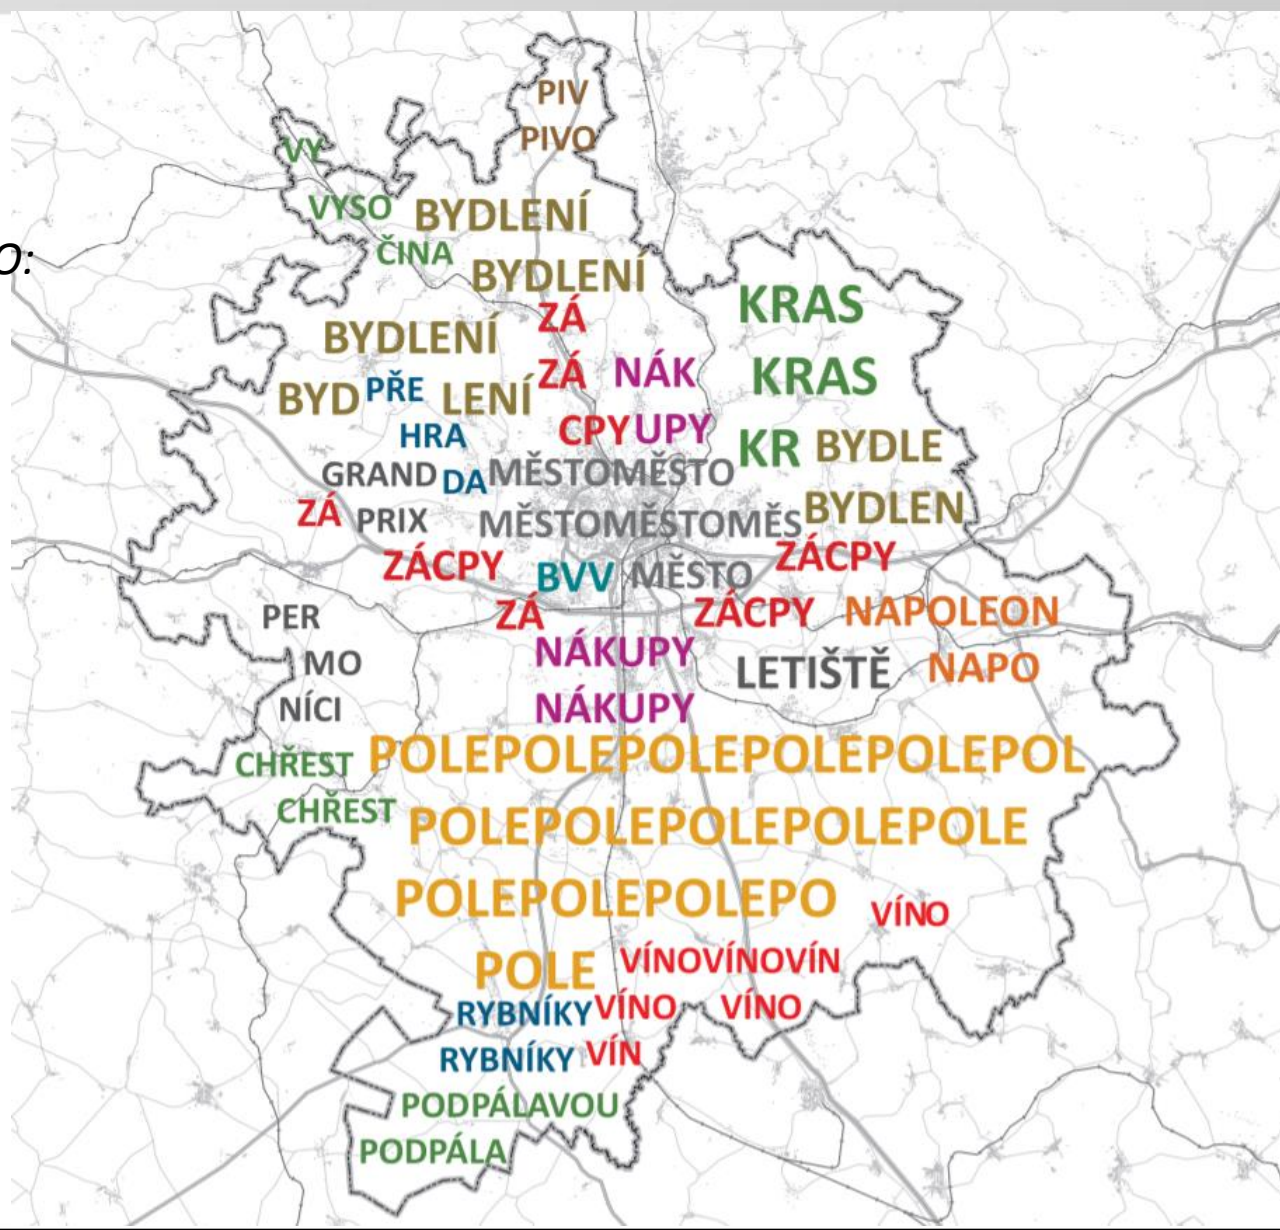 O:
PIV
PIVO
VY
VYSO BYDLENÍ
ČINA
BYDLENÍ
KRAS
ZÁ
BYDLENÍ
ZÁ NÁK KRAS
BYD PŘE LENÍ
HRA CPY UPY
KR BYDLE
GRAND DA MĚSTOMĚSTO
BYDLEN
ZÁ PRIX MĚSTOMĚSTOMĚS
ZÁCPY ZÁCPY
BVV MĚSTO
PER ZÁ ZÁCPY NAPOLEON
NÁKUPY
MO LETIŠTĚ NAPO
NÍCI NÁKUPY
CHŘEST POLEPOLEPOLEPOLEPOLEPOL
CHŘEST POLEPOLEPOLEPOLEPOLE
POLEPOLEPOLEPO VÍNO
POLE VÍNOVÍNOVÍN
RYBNÍKY VÍNO VÍNO
RYBNÍKY VÍN
PODPÁLAVOU
PODPÁLA